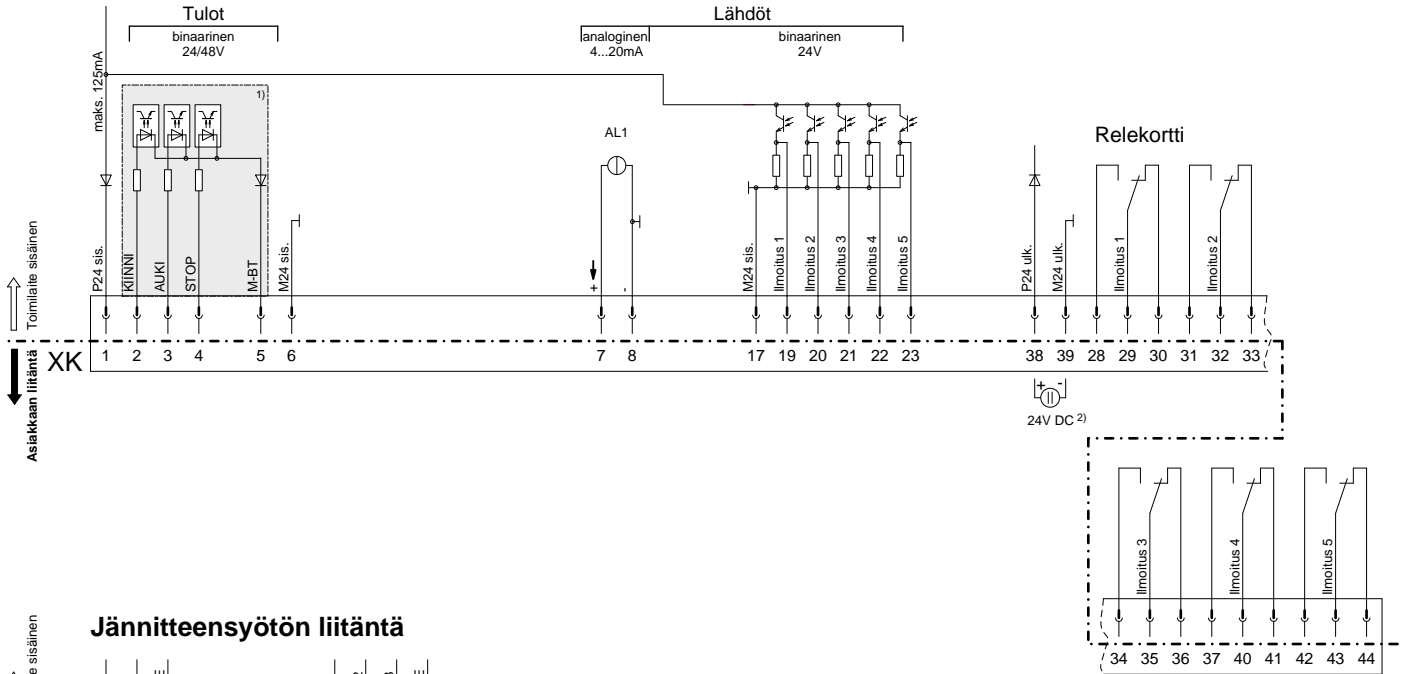 Tulot
Lähdöt
binaarinen
24/48V
analoginen
4...20mA
binaarinen
24V
maks. 125mA
1)
AL1
Relekortti
P24 sis.
KIINNI
AUKI
STOP
M-BT
M24 sis.
+
-
M24 sis.
Ilmoitus 1
Ilmoitus 2
Ilmoitus 3
Ilmoitus 4
Ilmoitus 5
P24 ulk.
M24 ulk.
Ilmoitus 1
Ilmoitus 2
Toimilaite sisäinen
Asiakkaan liitäntä
XK
1 2 3 4 5 6 7 8 17 19 20 21 22 23 38 39 28 29 30 31 32 33
+ -
24V DC 2)
Ilmoitus 3
Ilmoitus 4
Ilmoitus 5
34 35 36 37 40 41 42 43 44
Jännitteensyötön liitäntä
sisäinen